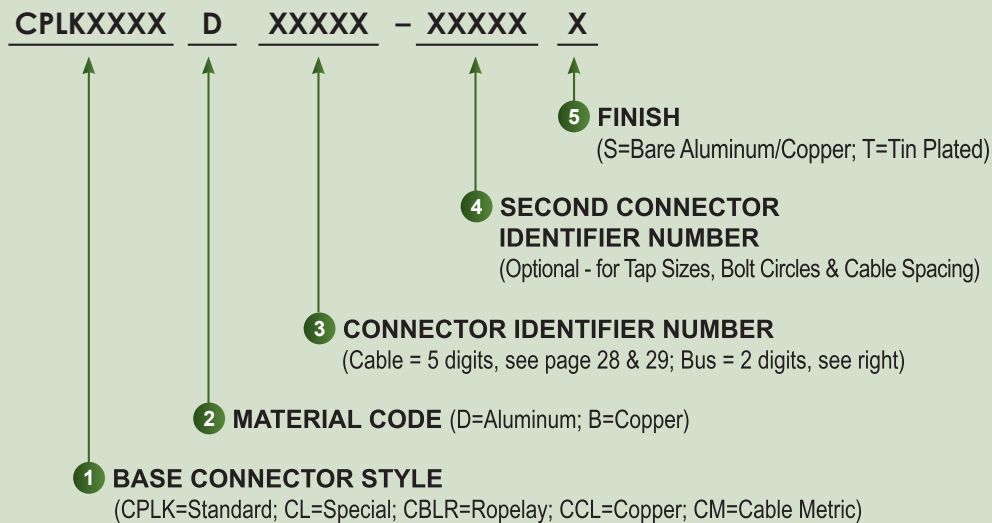 CPLKXXXX D XXXXX – XXXXX X
5 FINISH
(S=Bare Aluminum/Copper; T=Tin Plated)
4 SECOND CONNECTOR
IDENTIFIER NUMBER
(Optional - for Tap Sizes, Bolt Circles & Cable Spacing)
3 CONNECTOR IDENTIFIER NUMBER
(Cable = 5 digits, see page 28 & 29; Bus = 2 digits, see right)
2 MATERIAL CODE (D=Aluminum; B=Copper)
1 BASE CONNECTOR STYLE
(CPLK=Standard; CL=Special; CBLR=Ropelay; CCL=Copper; CM=Cable Metric)